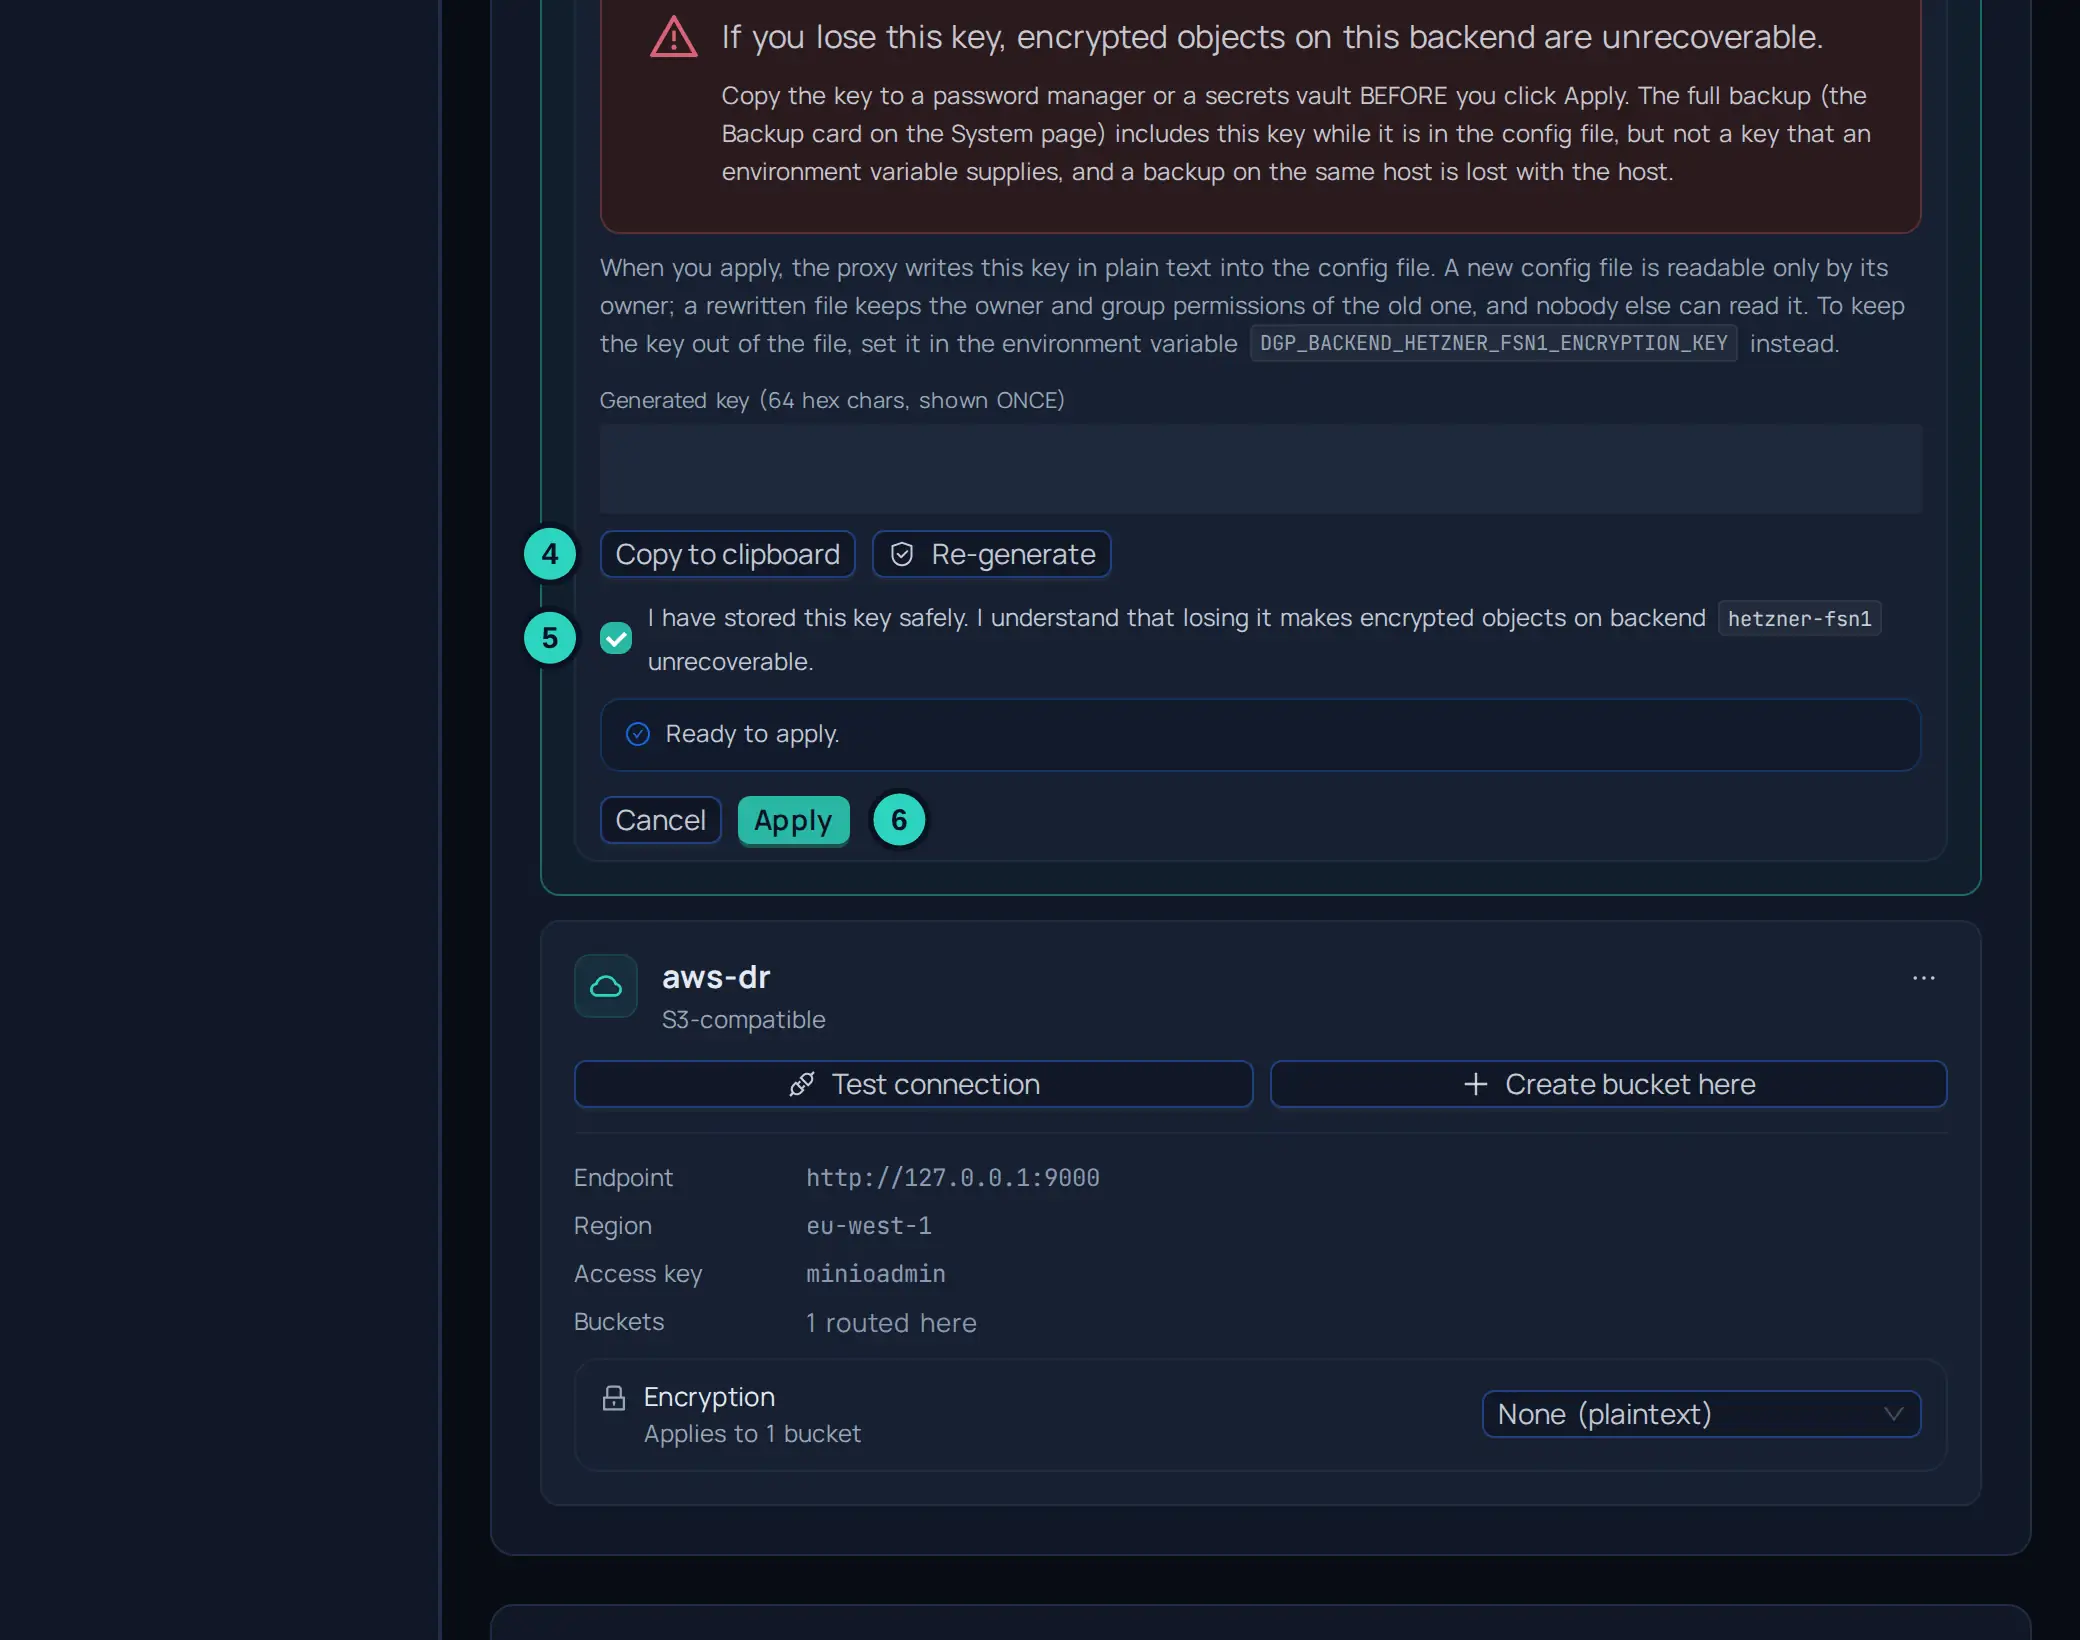 If you lose this key, encrypted objects on this backend are unrecoverable.
Copy the key to a password manager or a secrets vault BEFORE you click Apply. The full backup (the
Backup card on the System page) includes this key while it is in the config file, but not a key that an
environment variable supplies, and a backup on the same host is lost with the host.
When you apply, the proxy writes this key in plain text into the config file. A new config file is readable only by its
owner; a rewritten file keeps the owner and group permissions of the old one, and nobody else can read it. To keep
the key out of the file, set it in the environment variable DGP_BACKEND_HETZNER_FSN1_ENCRYPTION_KEY instead.
Generated key (64 hex chars, shown ONCE)
4 Copy to clipboard Re-generate
5 I have stored this key safely. I understand that losing it makes encrypted objects on backend hetzner-fsn1
unrecoverable.
Ready to apply.
Cancel Apply 6
aws-dr
S3-compatible
Test connection Create bucket here
Endpoint http://127.0.0.1:9000
Region eu-west-1
Access key minioadmin
Buckets 1 routed here
Encryption
Applies to 1 bucket
None (plaintext)